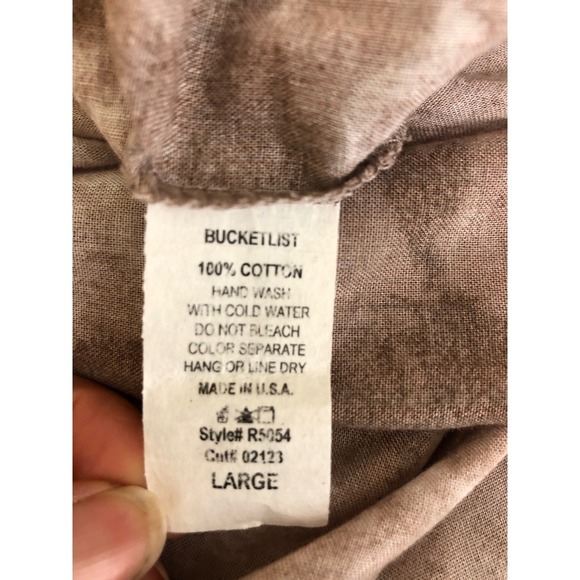 BUCKETLIST
100% COTTON
HAND WASH
WITH COLD WATER
DO NOT BLEACH
COLOR SEPARATE
HANG OR LINE DRY
MADE IN U.S.A.
Style# R5054
Cut# 02123
LARGE